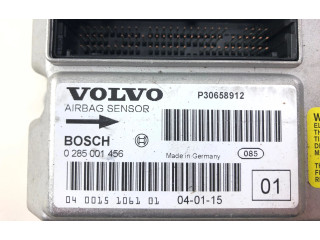 VOLVO P30658912
AIRBAG SENSOR
BOSCH
0 285 001 456 Made in Germany 085
04 0015 1061 01 04-01-15 01